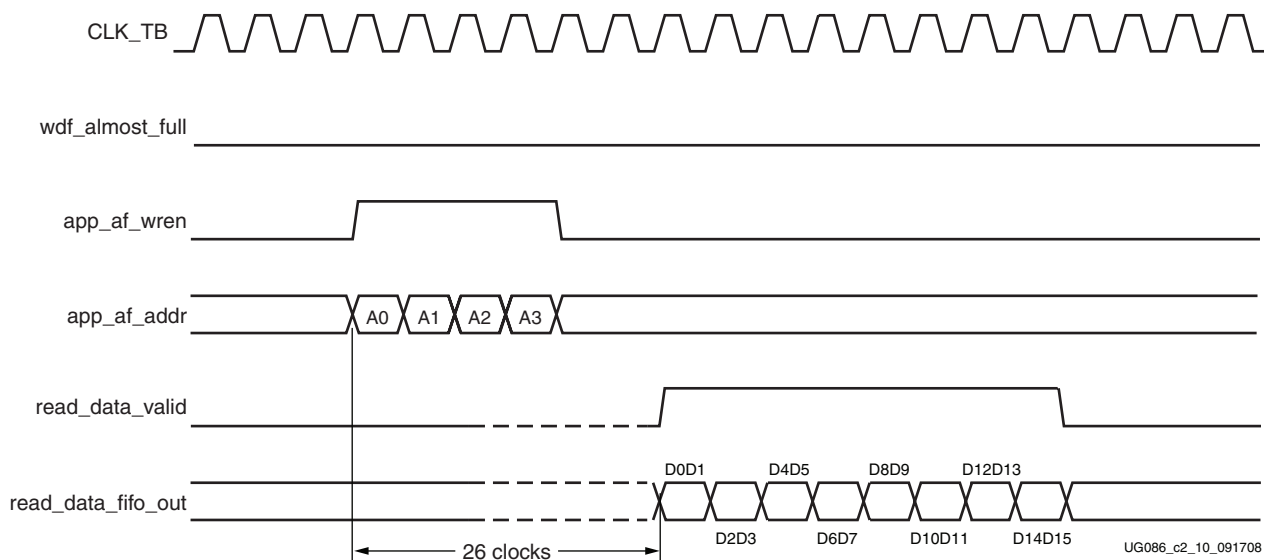 CLK_TB
wdf_almost_full
app_af_wren
app_af_addr
A0 A1 A2 A3
read_data_valid
D0D1 D4D5 D8D9 D12D13
read_data_fifo_out
D2D3 D6D7 D10D11 D14D15
26 clocks
UG086_c2_10_091708